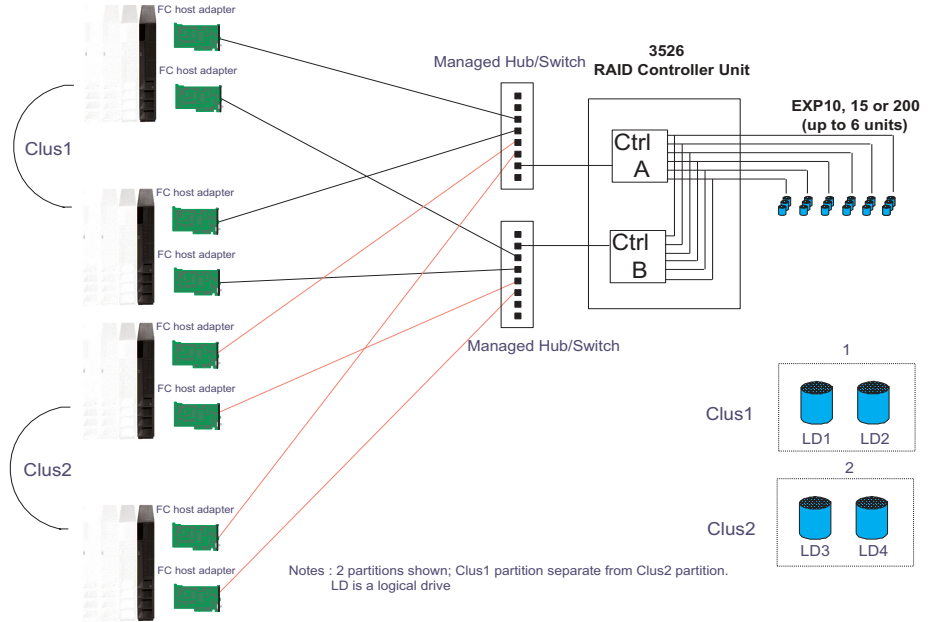 FC host adapter
FC host adapter
Clus1
FC host adapter
FC host adapter
FC host adapter
FC host adapter
Clus2
FC host adapter
FC host adapter
Managed Hub/Switch
Managed Hub/Switch
3526
RAID Controller Unit
Ctrl
A
Ctrl
B
EXP10, 15 or 200
(up to 6 units)
1
Clus1
LD1 LD2
2
Clus2
LD3 LD4
Notes : 2 partitions shown; Clus1 partition separate from Clus2 partition.
LD is a logical drive